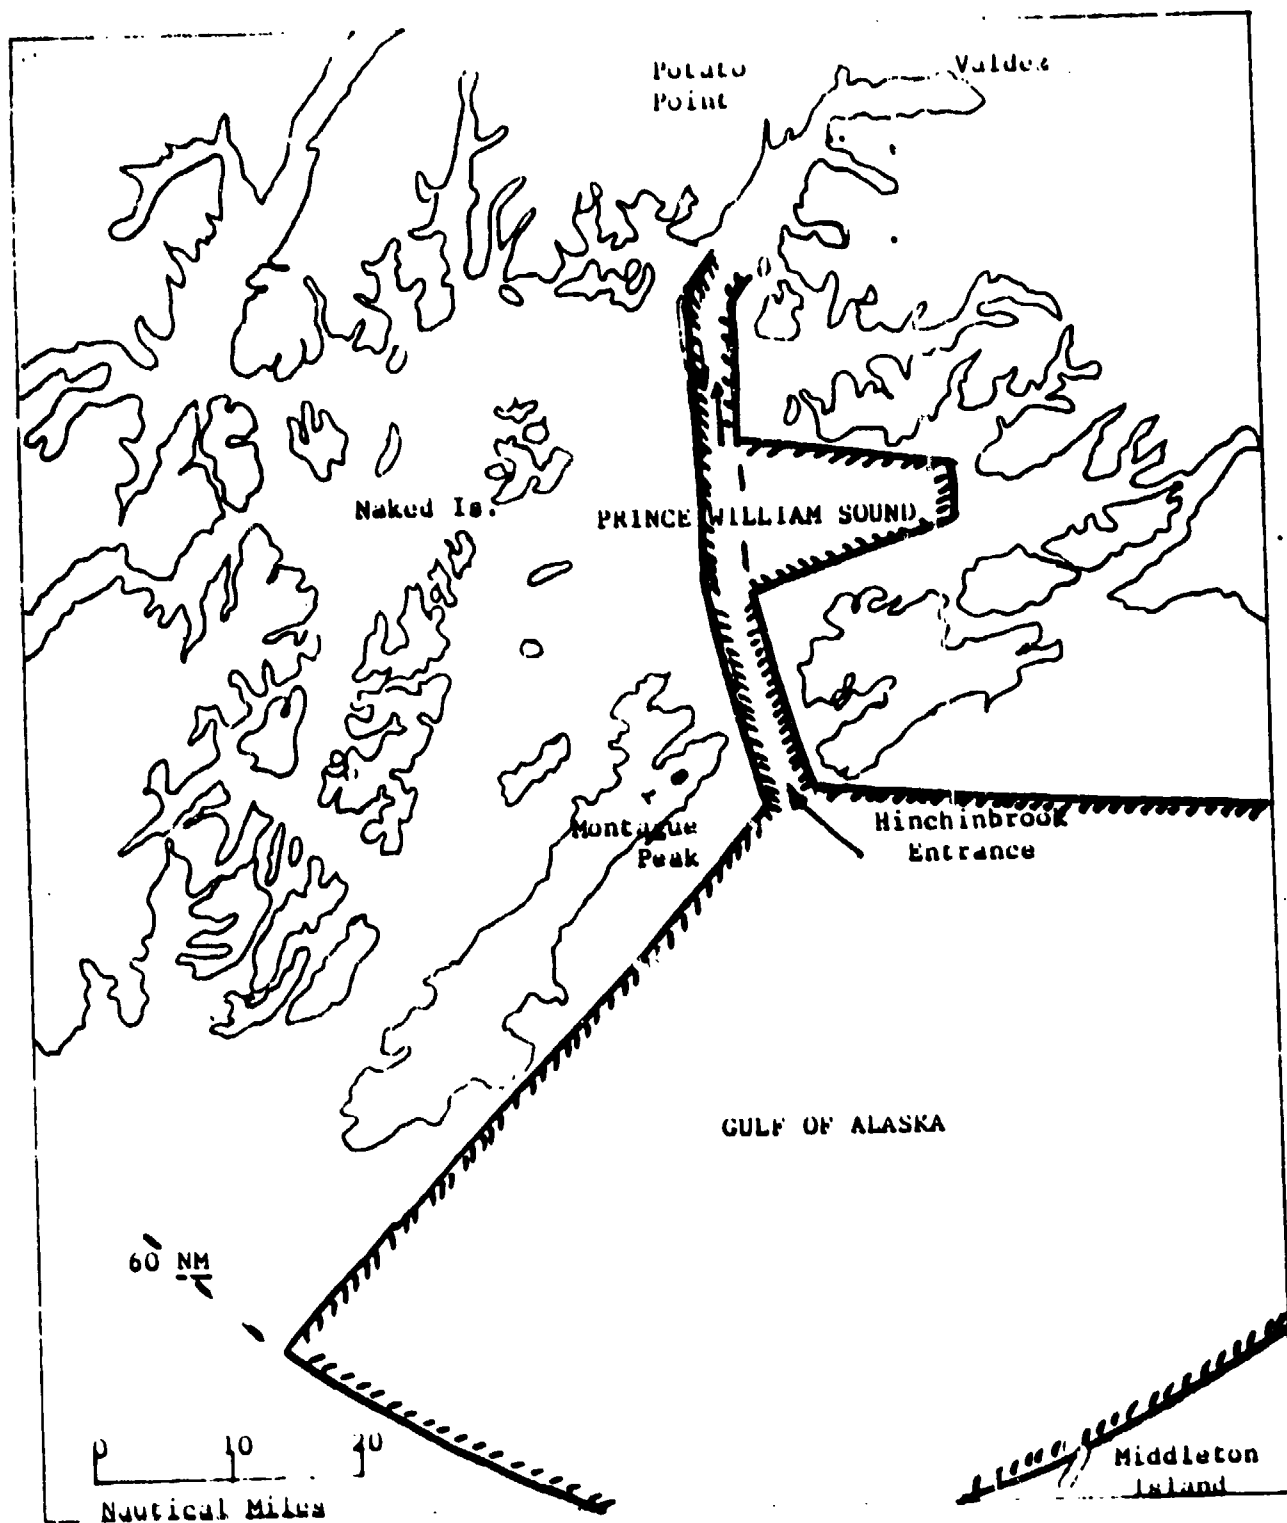 Potato
Point
Valdez
Naked Is.
PRINCE WILLIAM SOUND
Montague
Peak
Hinchinbrook
Entrance
GULF OF ALASKA
60 NM
0 10 20
Nautical Miles
Middleton
Island